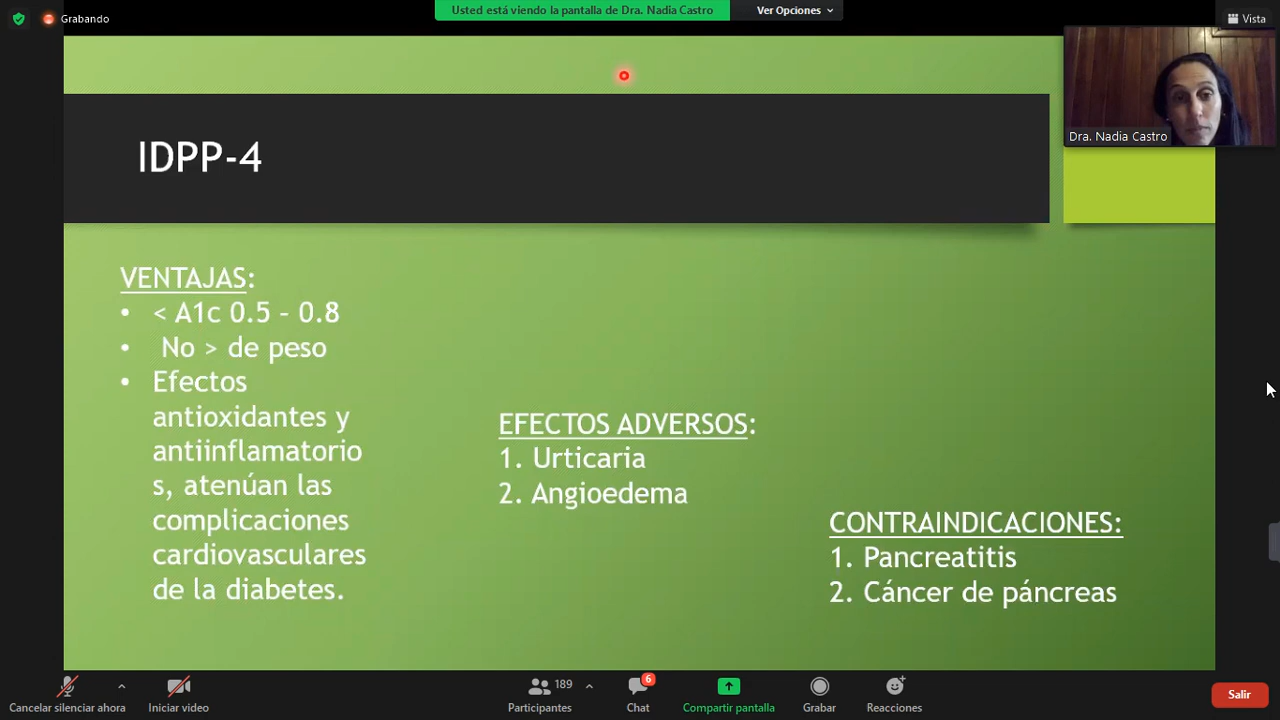 Grabando
Usted está viendo la pantalla de Dra. Nadia Castro
Ver Opciones
Vista
Dra. Nadia Castro
IDPP-4
VENTAJAS:
• < A1c 0.5 – 0.8
• No > de peso
• Efectos
antioxidantes y
antiinflamatorio
s, atenúan las
complicaciones
cardiovasculares
de la diabetes.
EFECTOS ADVERSOS:
1. Urticaria
2. Angioedema
CONTRAINDICACIONES:
1. Pancreatitis
2. Cáncer de páncreas
Cancelar silenciar ahora
Iniciar video
189
Participantes
6
Chat
Compartir pantalla
Grabar
Reacciones
Salir